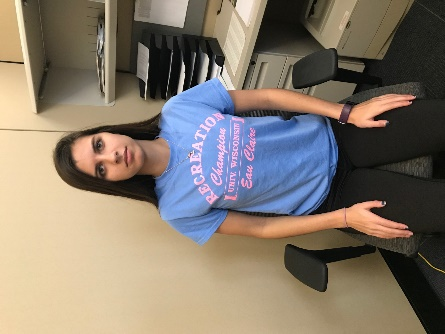 RECREATION
Champion
UNIV. WISCONSIN
Eau Claire